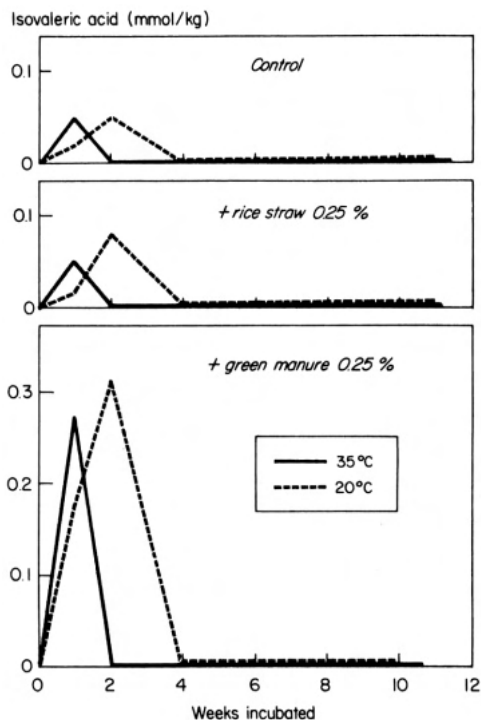 Isovaleric acid (mmol/kg)
0.1
Control
0
0.1
+ rice straw 0.25 %
0
+ green manure 0.25 %
0.3
35°C
0.2
20°C
0.1
0
0 2 4 6 8 10 12
Weeks incubated